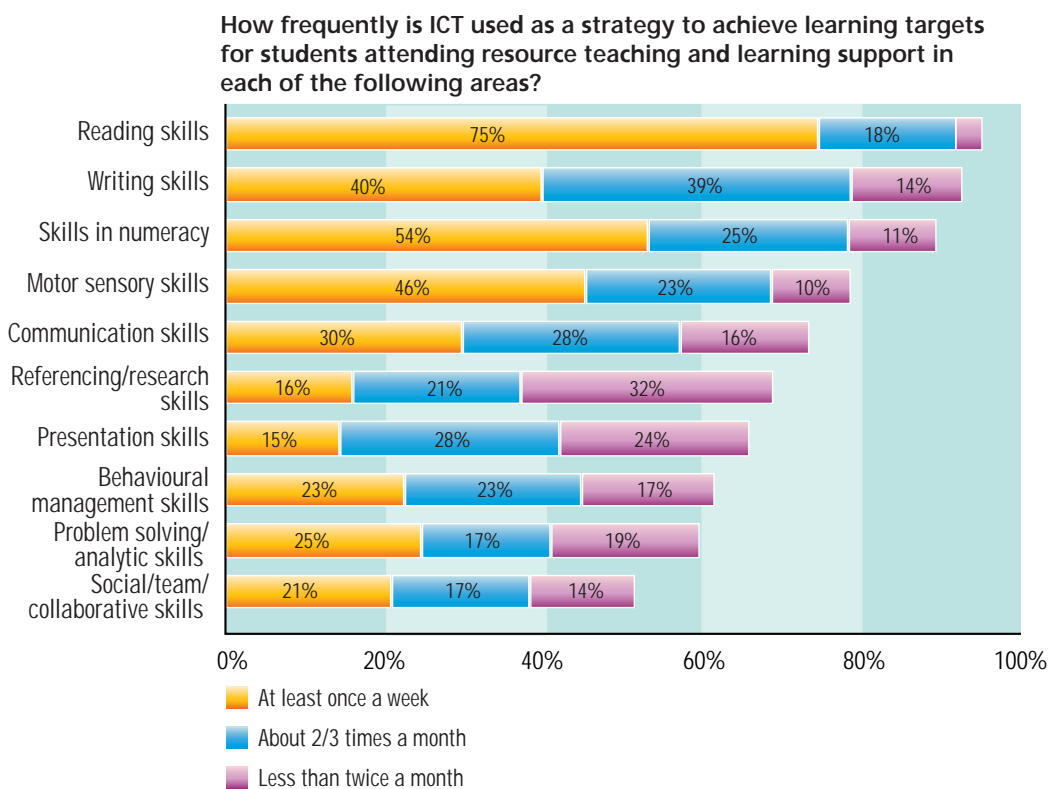 How frequently is ICT used as a strategy to achieve learning targets
for students attending resource teaching and learning support in
each of the following areas?
Reading skills
75%
18%
Writing skills
40%
39%
14%
Skills in numeracy
54%
25%
11%
Motor sensory skills
46%
23%
10%
Communication skills
30%
28%
16%
Referencing/research
skills
16%
21%
32%
Presentation skills
15%
28%
24%
Behavioural
management skills
23%
23%
17%
Problem solving/
analytic skills
25%
17%
19%
Social/team/
collaborative skills
21%
17%
14%
0%
20%
40%
60%
80%
100%
At least once a week
About 2/3 times a month
Less than twice a month